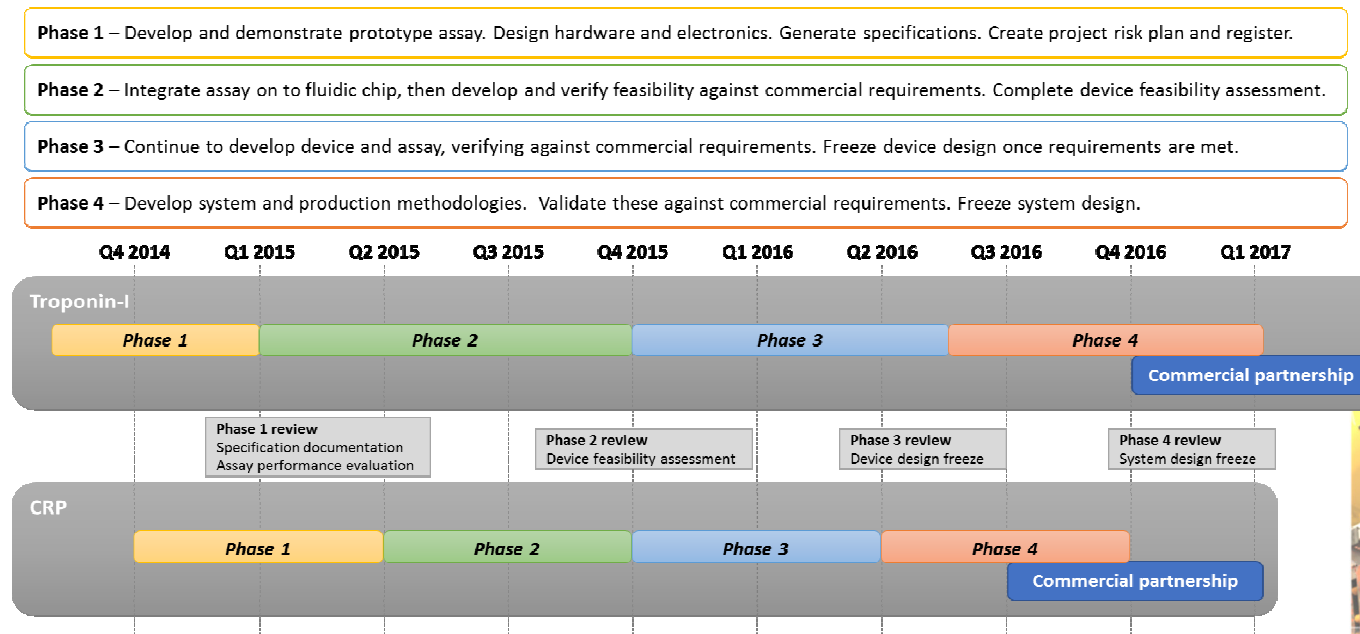 Phase 1 – Develop and demonstrate prototype assay. Design hardware and electronics. Generate specifications. Create project risk plan and register.
Phase 2 – Integrate assay on to fluidic chip, then develop and verify feasibility against commercial requirements. Complete device feasibility assessment.
Phase 3 – Continue to develop device and assay, verifying against commercial requirements. Freeze device design once requirements are met.
Phase 4 – Develop system and production methodologies. Validate these against commercial requirements. Freeze system design.
Q4 2014 Q1 2015 Q2 2015 Q3 2015 Q4 2015 Q1 2016 Q2 2016 Q3 2016 Q4 2016 Q1 2017
Troponin-I
Phase 1 Phase 2 Phase 3 Phase 4
Commercial partnership
Phase 1 review
Specification documentation
Assay performance evaluation
Phase 2 review
Device feasibility assessment
Phase 3 review
Device design freeze
Phase 4 review
System design freeze
CRP
Phase 1 Phase 2 Phase 3 Phase 4
Commercial partnership